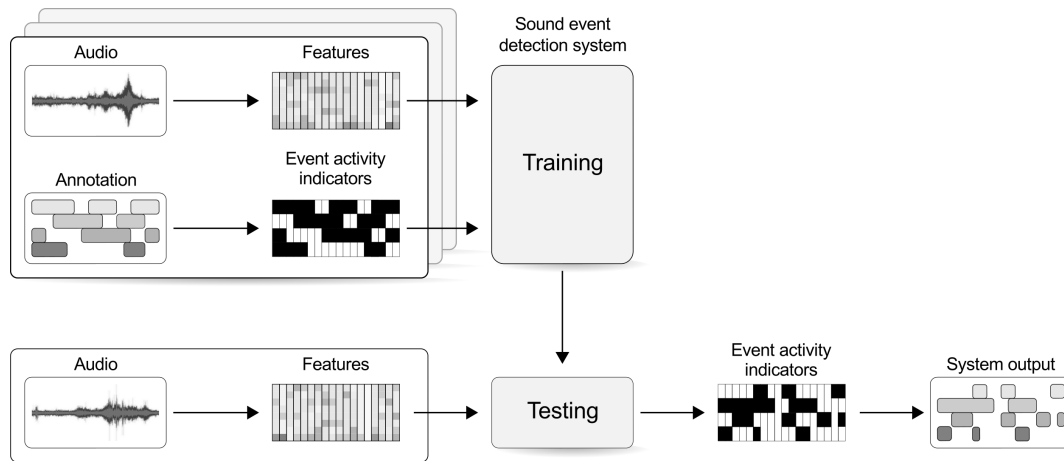 Sound event
detection system
Audio
Features
Training
Annotation
Event activity
indicators
Audio
Features
Testing
Event activity
indicators
System output